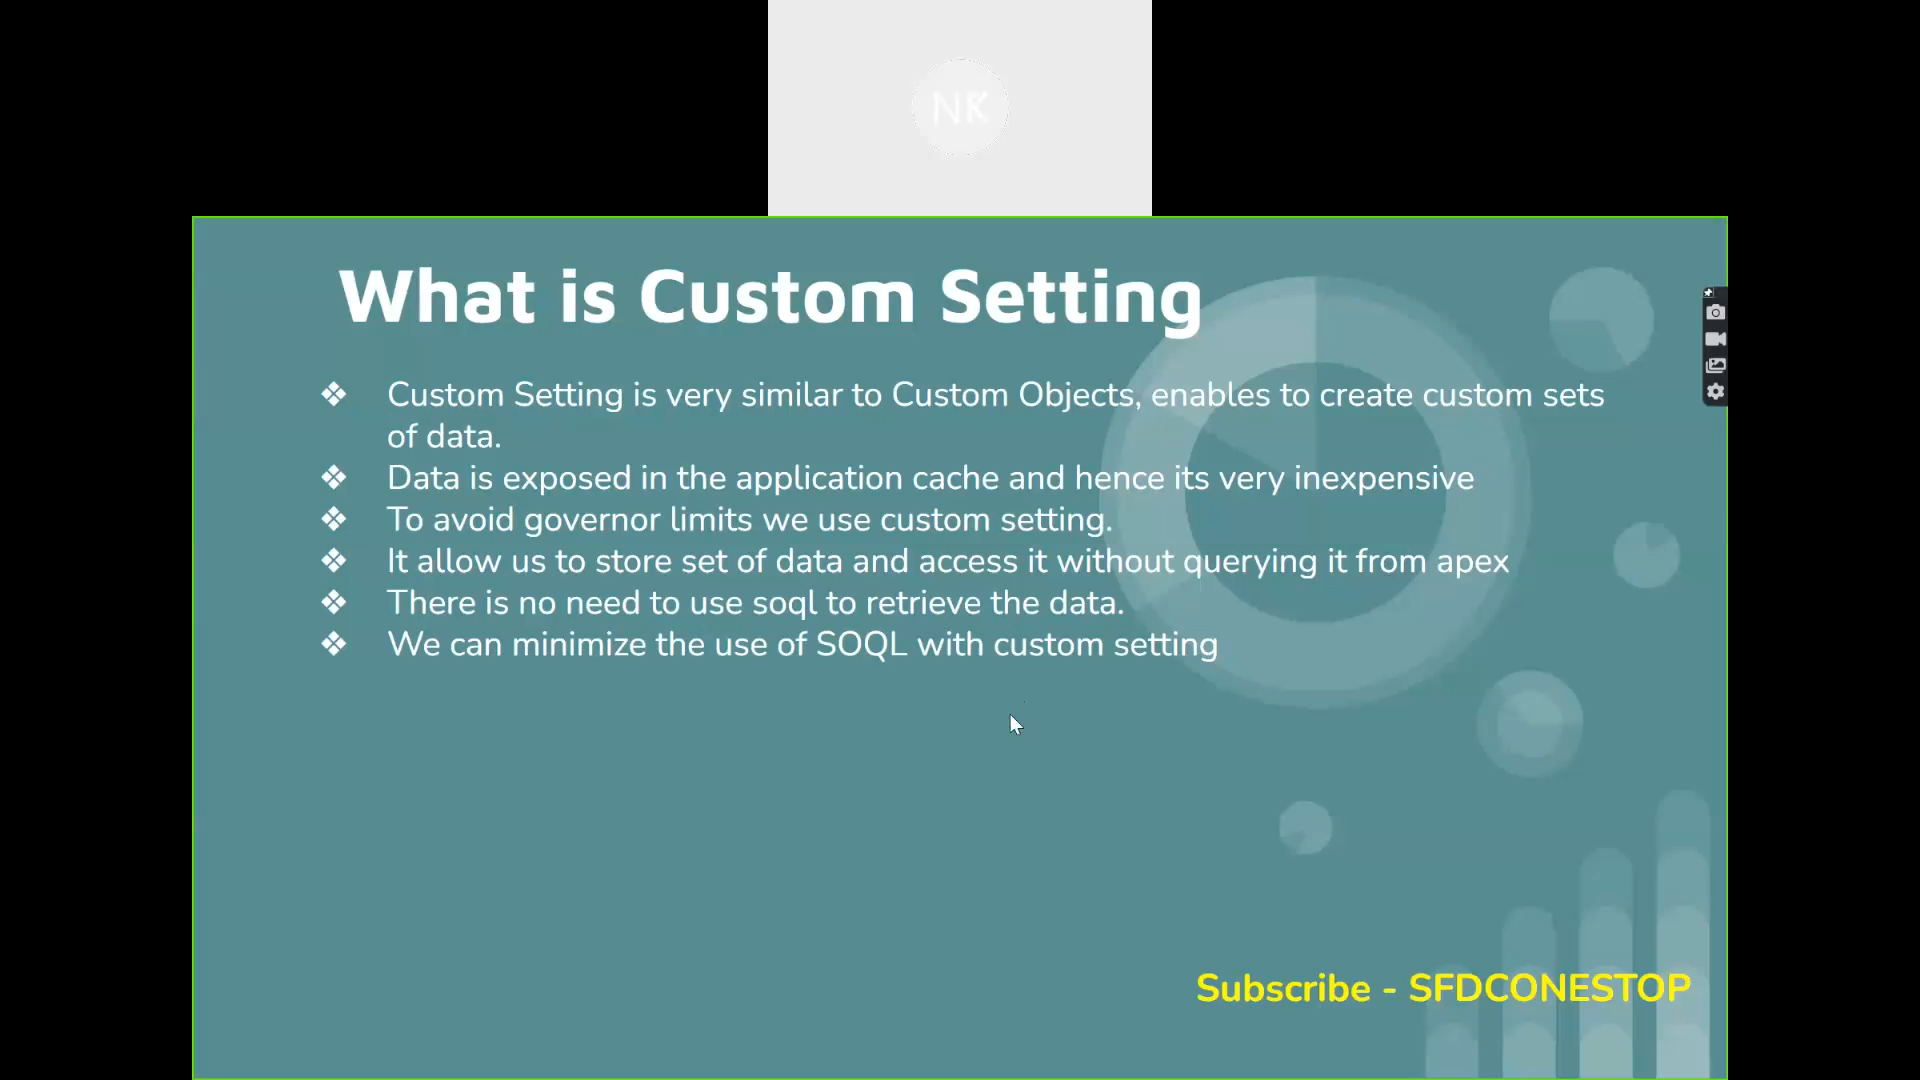 NK
What is Custom Setting
❖ Custom Setting is very similar to Custom Objects, enables to create custom sets
of data.
❖ Data is exposed in the application cache and hence its very inexpensive
❖ To avoid governor limits we use custom setting.
❖ It allow us to store set of data and access it without querying it from apex
❖ There is no need to use soql to retrieve the data.
❖ We can minimize the use of SOQL with custom setting
Subscribe - SFDCONESTOP